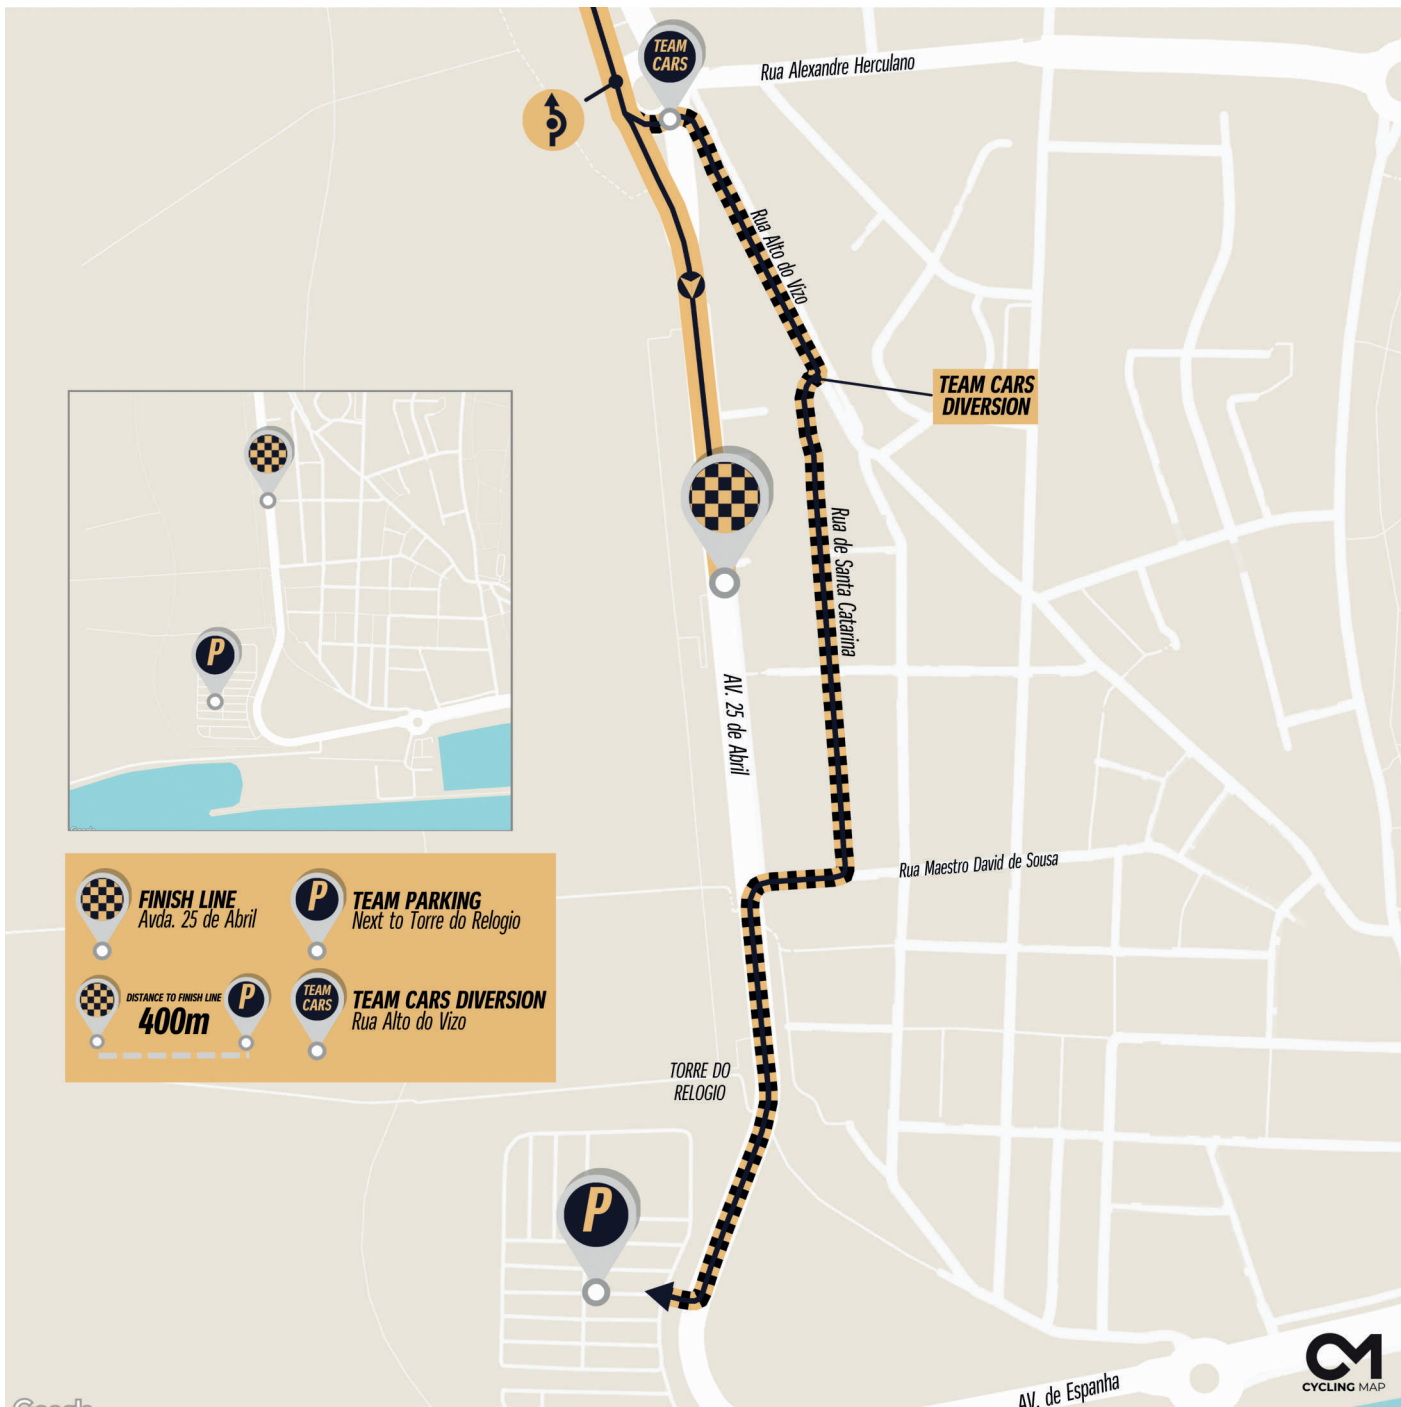 TEAM
CARS
Rua Alexandre Herculano
Rua Alto do Vizo
TEAM CARS
DIVERSION
Rua de Santa Catarina
P
AV. 25 de Abril
Rua Maestro David de Sousa
FINISH LINE
Avda. 25 de Abril
P
TEAM PARKING
Next to Torre do Relogio
DISTANCE TO FINISH LINE
400m
P
TEAM
CARS
TEAM CARS DIVERSION
Rua Alto do Vizo
TORRE DO
RELOGIO
P
AV. de Espanha
CM
CYCLING MAP